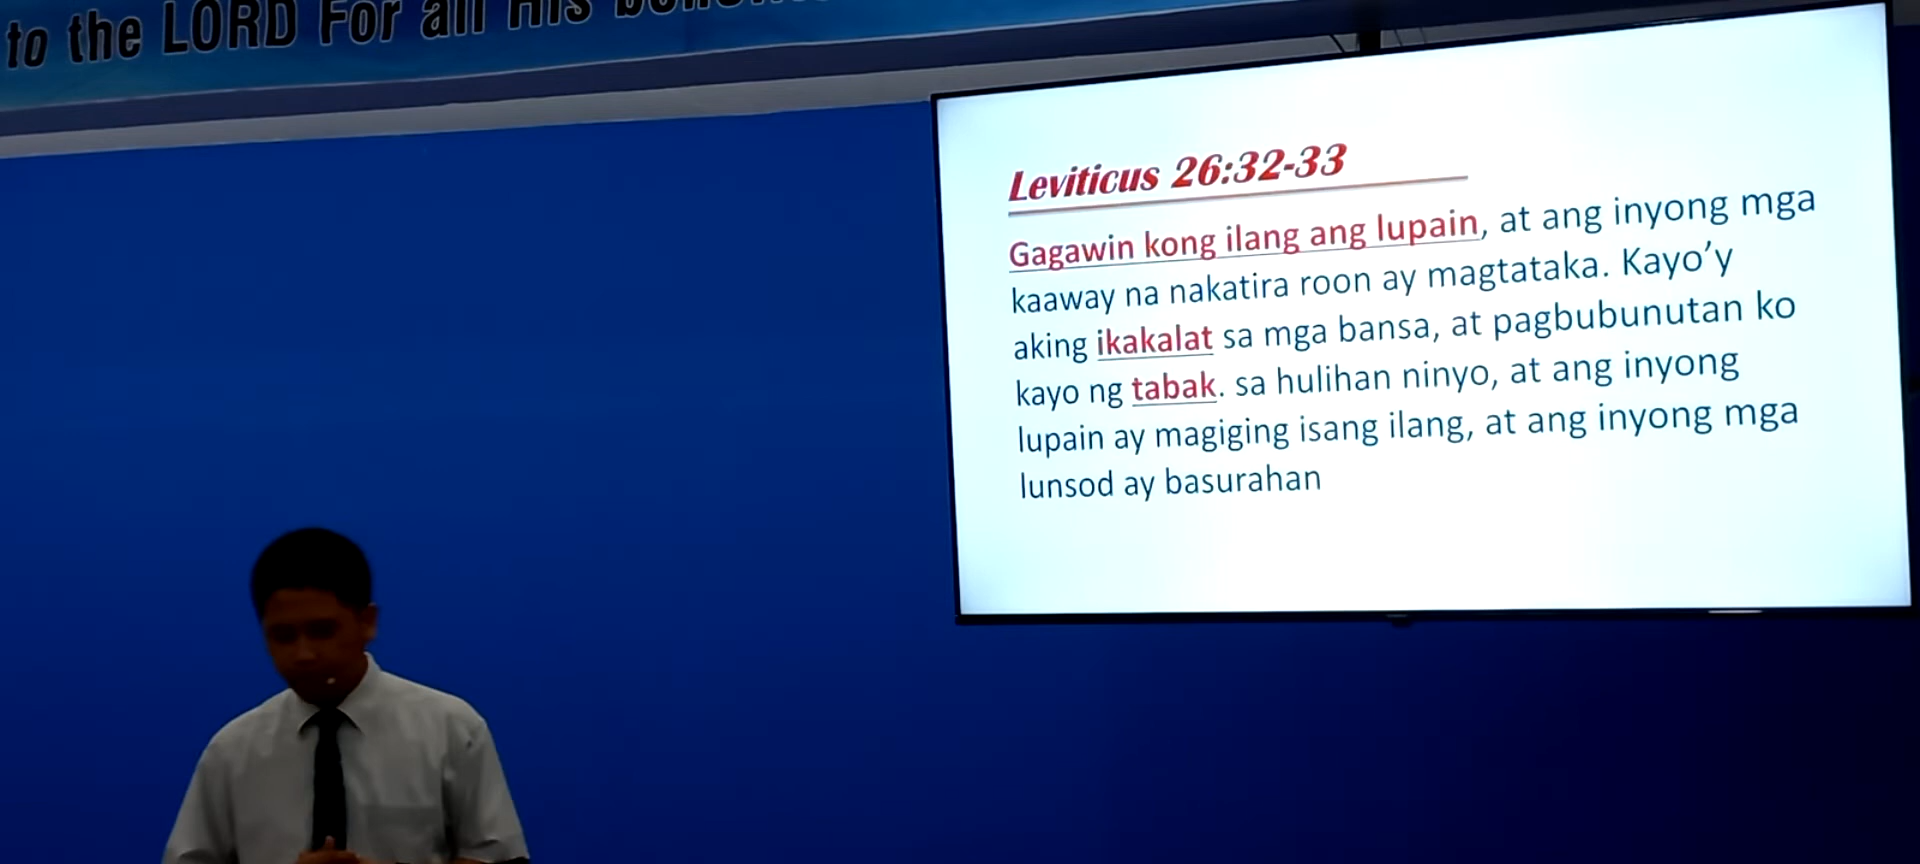 to the LORD For all His
Leviticus 26:32-33
Gagawin kong ilang ang lupain, at ang inyong mga
kaaway na nakatira roon ay magtataka. Kayo’y
aking ikakalat sa mga bansa, at pagbubunutan ko
kayo ng tabak. sa hulihan ninyo, at ang inyong
lupain ay magiging isang ilang, at ang inyong mga
lunsod ay basurahan